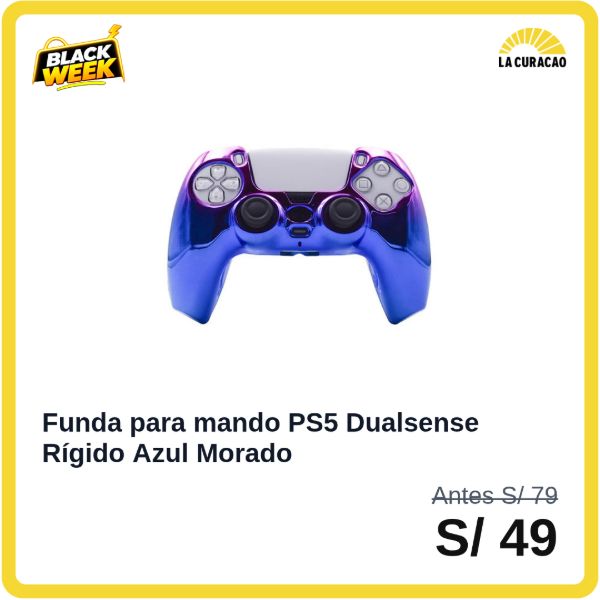 BLACK
WEEK
LA CURACAO
Funda para mando PS5 Dualsense
Rígido Azul Morado
Antes S/ 79
S/ 49